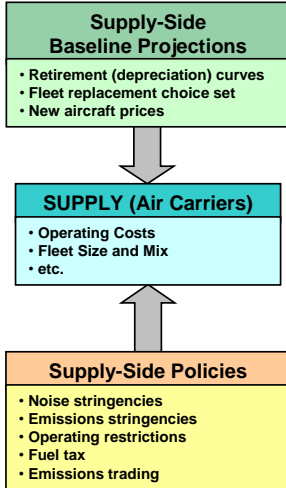 Supply-Side
Baseline Projections
• Retirement (depreciation) curves
• Fleet replacement choice set
• New aircraft prices
SUPPLY (Air Carriers)
• Operating Costs
• Fleet Size and Mix
• etc.
Supply-Side Policies
• Noise stringencies
• Emissions stringencies
• Operating restrictions
• Fuel tax
• Emissions trading